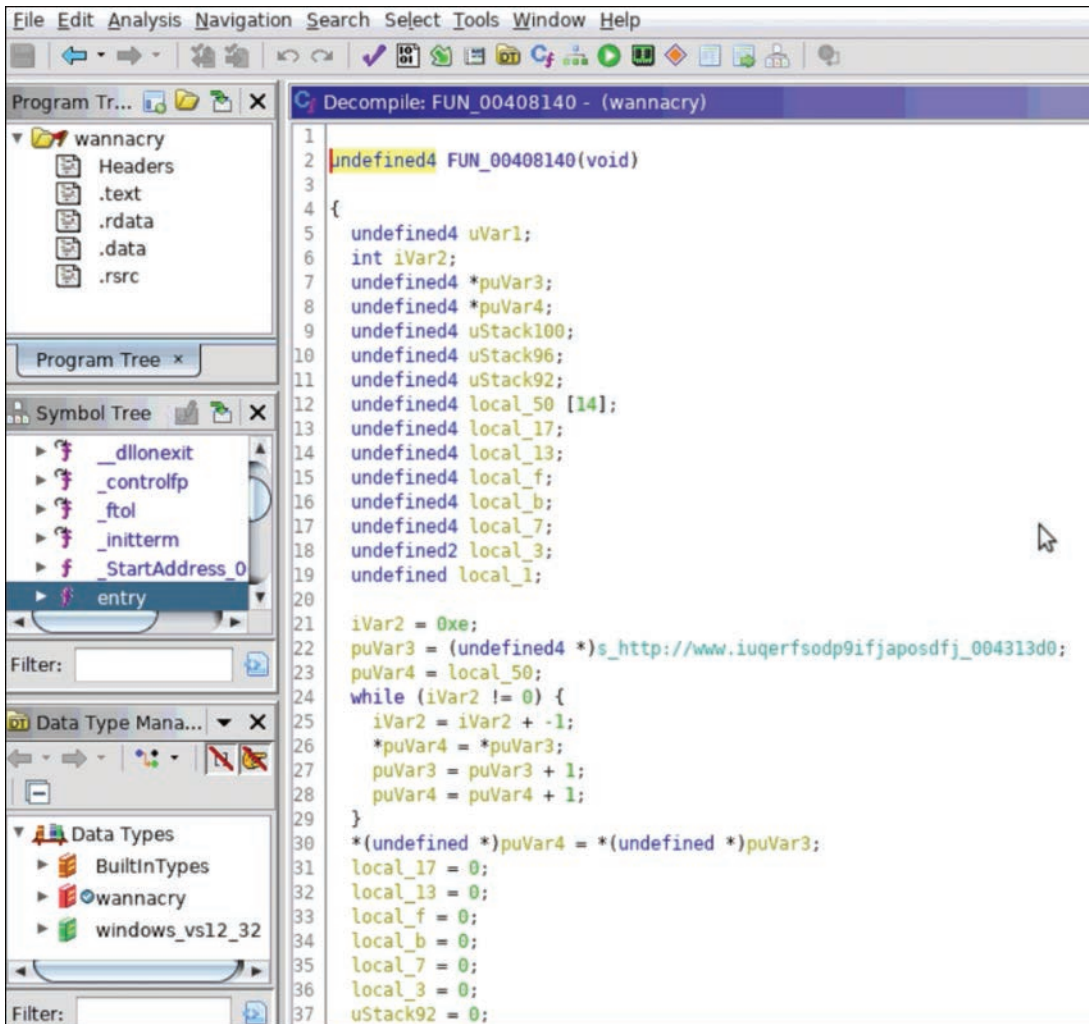 File Edit Analysis Navigation Search Select Tools Window Help
Program Tr...
wannacry
Headers
.text
.rdata
.data
.rsrc
Program Tree ×
Symbol Tree
__dllonexit
_controlfp
_ftol
_initterm
_StartAddress_0
entry
Filter:
Data Type Mana...
Data Types
BuiltInTypes
wannacry
windows_vs12_32
Filter:
Decompile: FUN_00408140 - (wannacry)
1
2 undefined4 FUN_00408140(void)
3
4 {
5 undefined4 uVar1;
6 int iVar2;
7 undefined4 *puVar3;
8 undefined4 *puVar4;
9 undefined4 uStack100;
10 undefined4 uStack96;
11 undefined4 uStack92;
12 undefined4 local_50 [14];
13 undefined4 local_17;
14 undefined4 local_13;
15 undefined4 local_f;
16 undefined4 local_b;
17 undefined4 local_7;
18 undefined2 local_3;
19 undefined local_1;
20
21 iVar2 = 0xe;
22 puVar3 = (undefined4 *)s_http://www.iuqerfsodp9ifjaposdfj_004313d0;
23 puVar4 = local_50;
24 while (iVar2 != 0) {
25 iVar2 = iVar2 + -1;
26 *puVar4 = *puVar3;
27 puVar3 = puVar3 + 1;
28 puVar4 = puVar4 + 1;
29 }
30 *(undefined *)puVar4 = *(undefined *)puVar3;
31 local_17 = 0;
32 local_13 = 0;
33 local_f = 0;
34 local_b = 0;
35 local_7 = 0;
36 local_3 = 0;
37 uStack92 = 0;